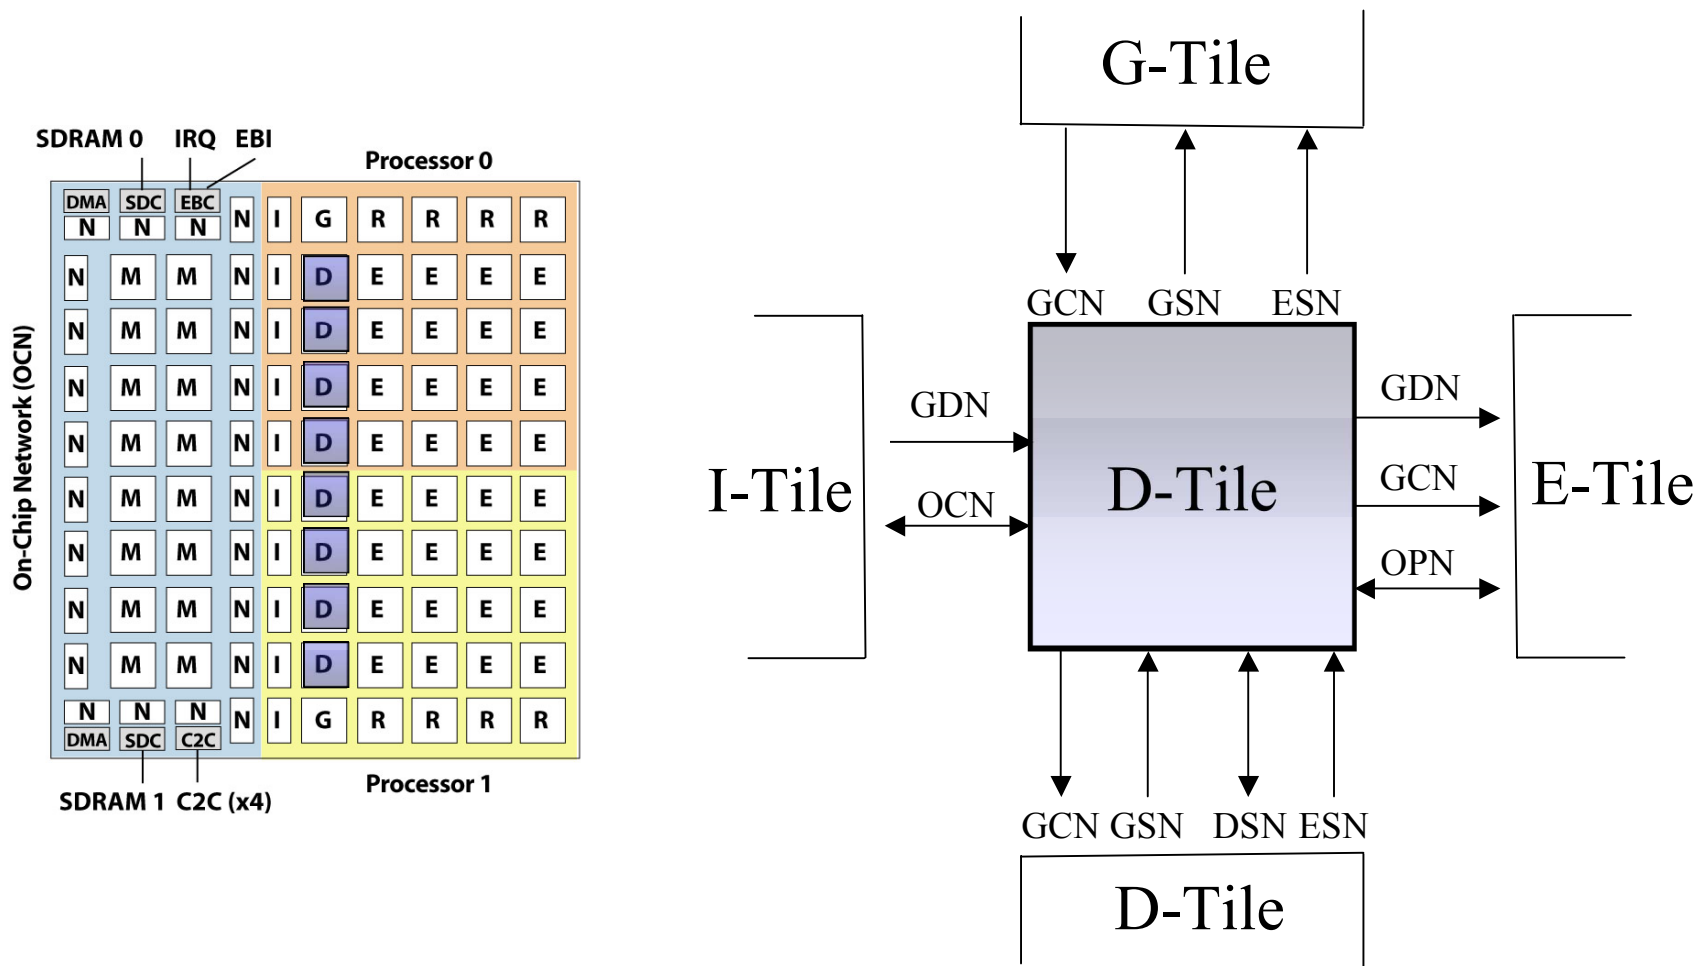 SDRAM 0 IRQ EBI
Processor 0
DMA SDC EBC
N N N N I G R R R R
N M M N I D E E E E
N M M N I D E E E E
N M M N I D E E E E
N M M N I D E E E E
N M M N I D E E E E
N M M N I D E E E E
N M M N I D E E E E
N M M N I D E E E E
N N N N I G R R R R
DMA SDC C2C
Processor 1
SDRAM 1 C2C (x4)
On-Chip Network (OCN)
G-Tile
GCN GSN ESN
GDN
OCN
I-Tile
D-Tile
GDN
GCN
OPN
E-Tile
GCN GSN DSN ESN
D-Tile